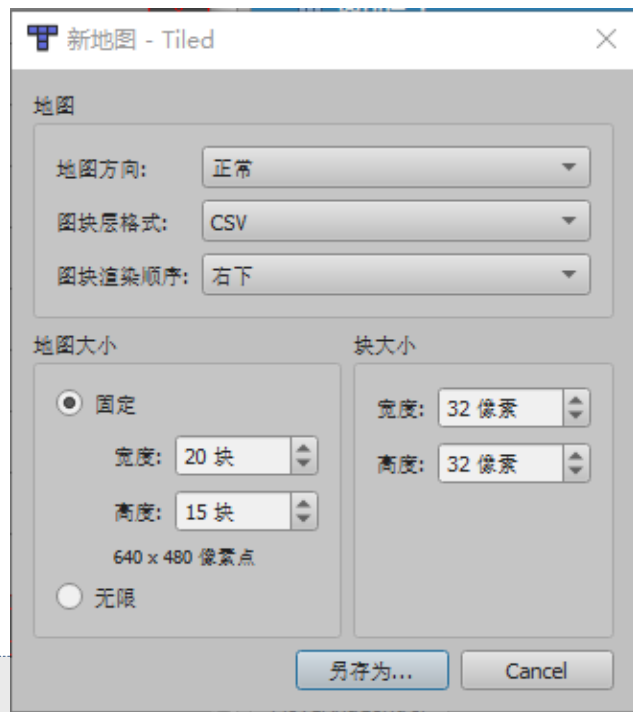 新地图 - Tiled
地图
地图方向: 正常
图块层格式: CSV
图块渲染顺序: 右下
地图大小
块大小
固定
宽度: 20 块
高度: 15 块
640 x 480 像素点
无限
宽度: 32 像素
高度: 32 像素
另存为... Cancel